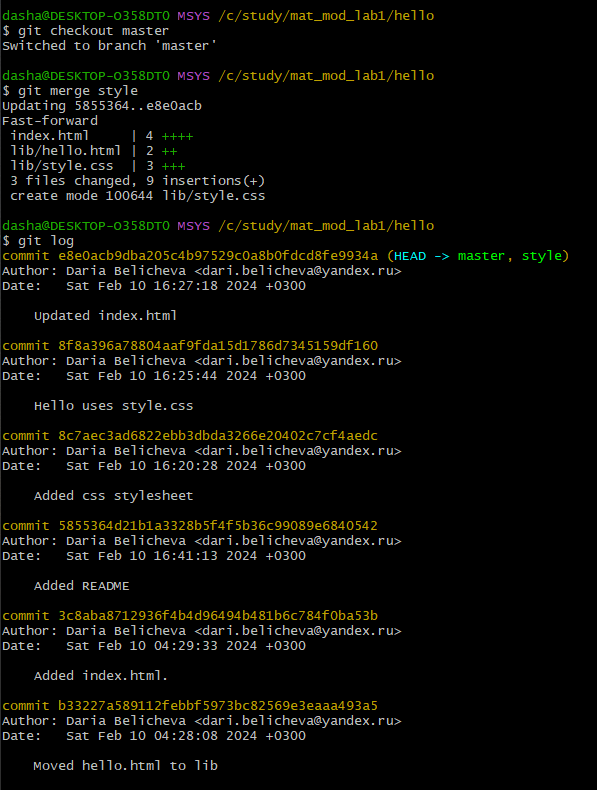 dasha@DESKTOP-O358DT0 MSYS /c/study/mat_mod_lab1/hello
$ git checkout master
Switched to branch 'master'
dasha@DESKTOP-O358DT0 MSYS /c/study/mat_mod_lab1/hello
$ git merge style
Updating 5855364..e8e0acb
Fast-forward
 index.html     | 4 ++++
 lib/hello.html | 2 ++
 lib/style.css  | 3 +++
 3 files changed, 9 insertions(+)
 create mode 100644 lib/style.css
dasha@DESKTOP-O358DT0 MSYS /c/study/mat_mod_lab1/hello
$ git log
commit e8e0acb9dba205c4b97529c0a8b0fdcd8fe9934a (HEAD -> master, style)
Author: Daria Belicheva <dari.belicheva@yandex.ru>
Date:   Sat Feb 10 16:27:18 2024 +0300
    Updated index.html
commit 8f8a396a78804aaf9fda15d1786d7345159df160
Author: Daria Belicheva <dari.belicheva@yandex.ru>
Date:   Sat Feb 10 16:25:44 2024 +0300
    Hello uses style.css
commit 8c7aec3ad6822ebb3dbda3266e20402c7cf4aedc
Author: Daria Belicheva <dari.belicheva@yandex.ru>
Date:   Sat Feb 10 16:20:28 2024 +0300
    Added css stylesheet
commit 5855364d21b1a3328b5f4f5b36c99089e6840542
Author: Daria Belicheva <dari.belicheva@yandex.ru>
Date:   Sat Feb 10 16:41:13 2024 +0300
    Added README
commit 3c8aba8712936f4b4d96494b481b6c784f0ba53b
Author: Daria Belicheva <dari.belicheva@yandex.ru>
Date:   Sat Feb 10 04:29:33 2024 +0300
    Added index.html.
commit b33227a589112febbf5973bc82569e3eaaa493a5
Author: Daria Belicheva <dari.belicheva@yandex.ru>
Date:   Sat Feb 10 04:28:08 2024 +0300
    Moved hello.html to lib